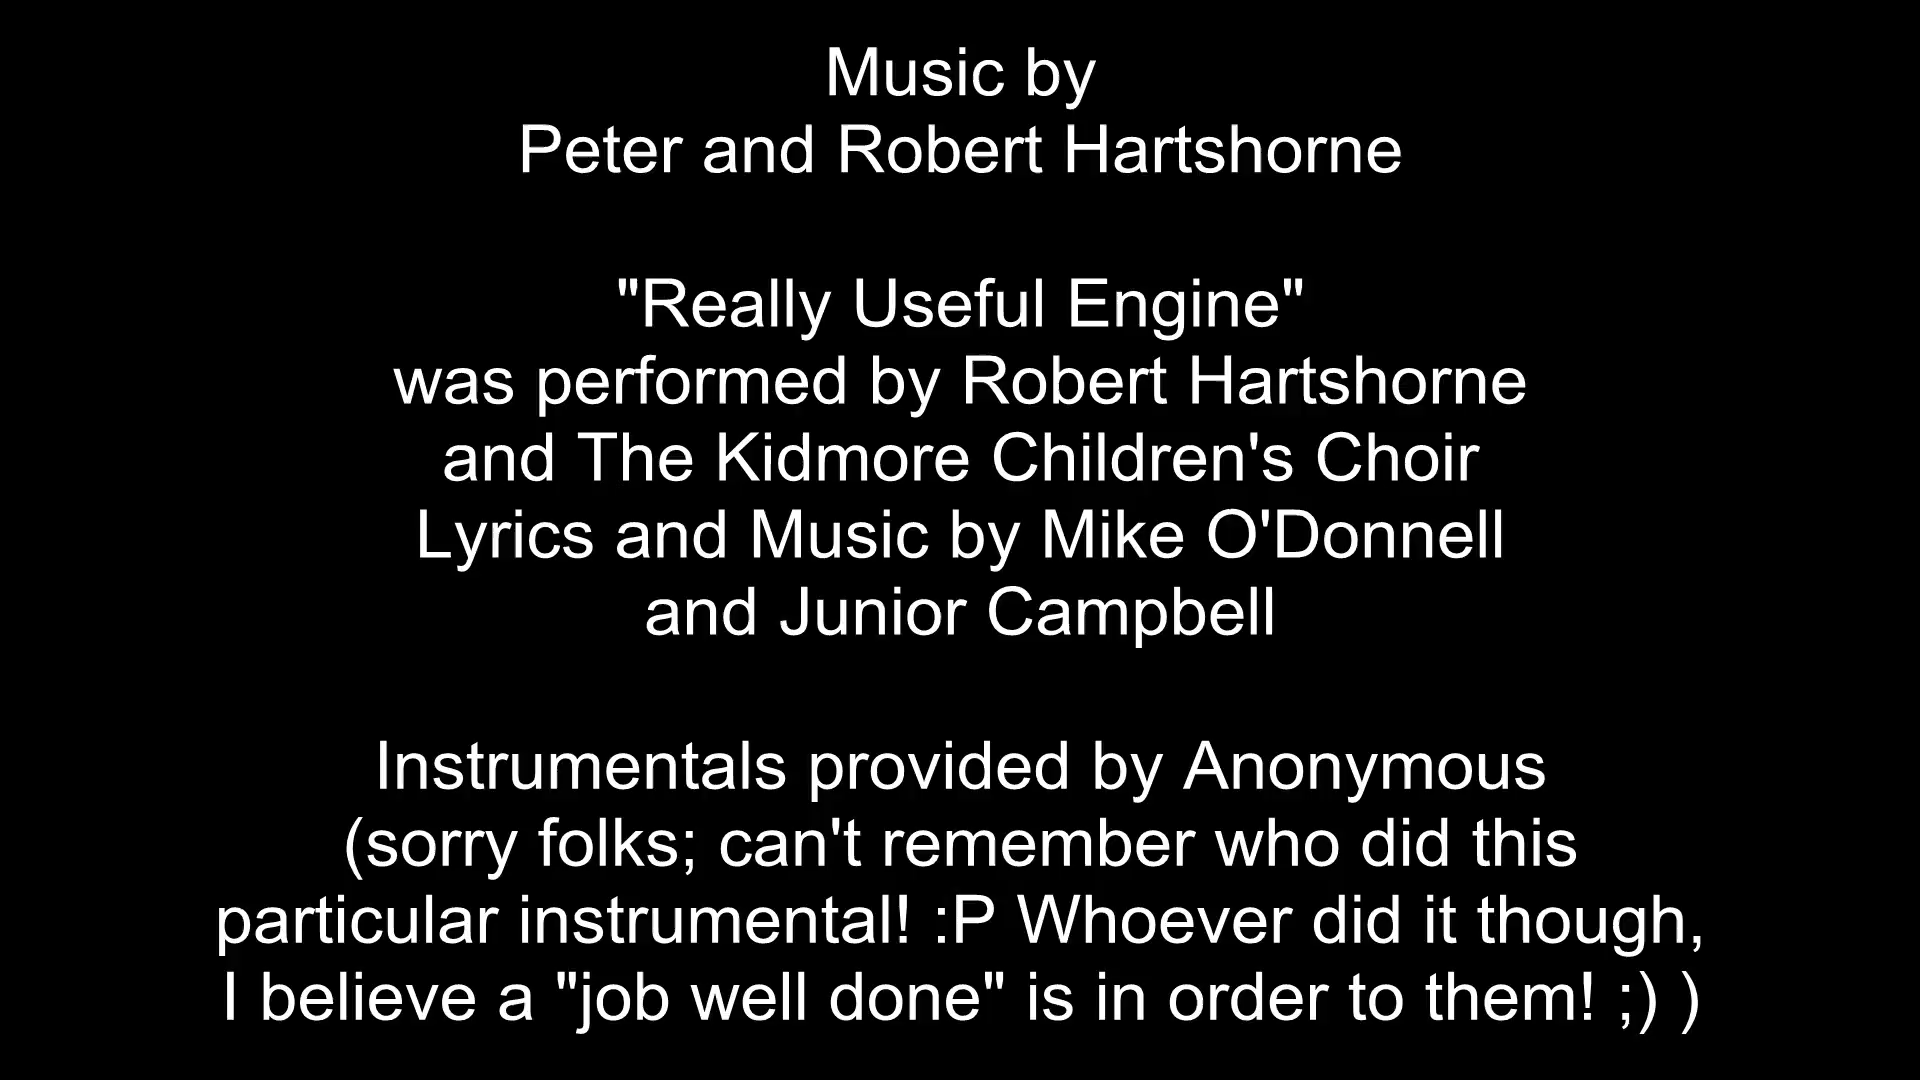 Music by
Peter and Robert Hartshorne
"Really Useful Engine"
was performed by Robert Hartshorne
and The Kidmore Children's Choir
Lyrics and Music by Mike O'Donnell
and Junior Campbell
Instrumentals provided by Anonymous
(sorry folks; can't remember who did this
particular instrumental! :P Whoever did it though,
I believe a "job well done" is in order to them! ;) )